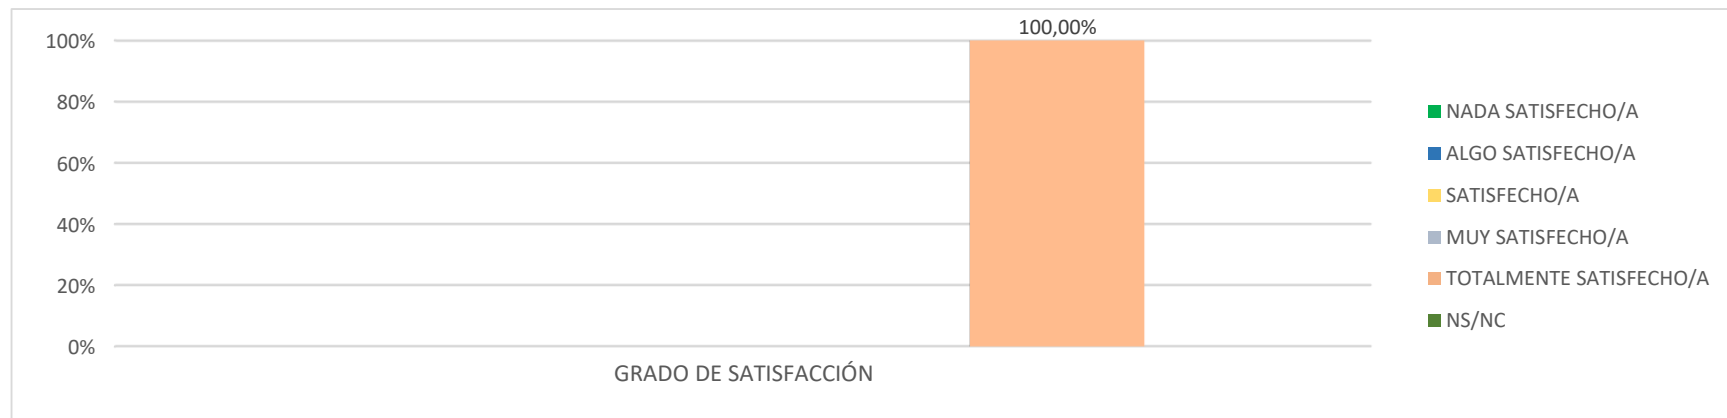 100,00%
100%
80%
60%
40%
20%
0%
GRADO DE SATISFACCIÓN
NADA SATISFECHO/A
ALGO SATISFECHO/A
SATISFECHO/A
MUY SATISFECHO/A
TOTALMENTE SATISFECHO/A
NS/NC